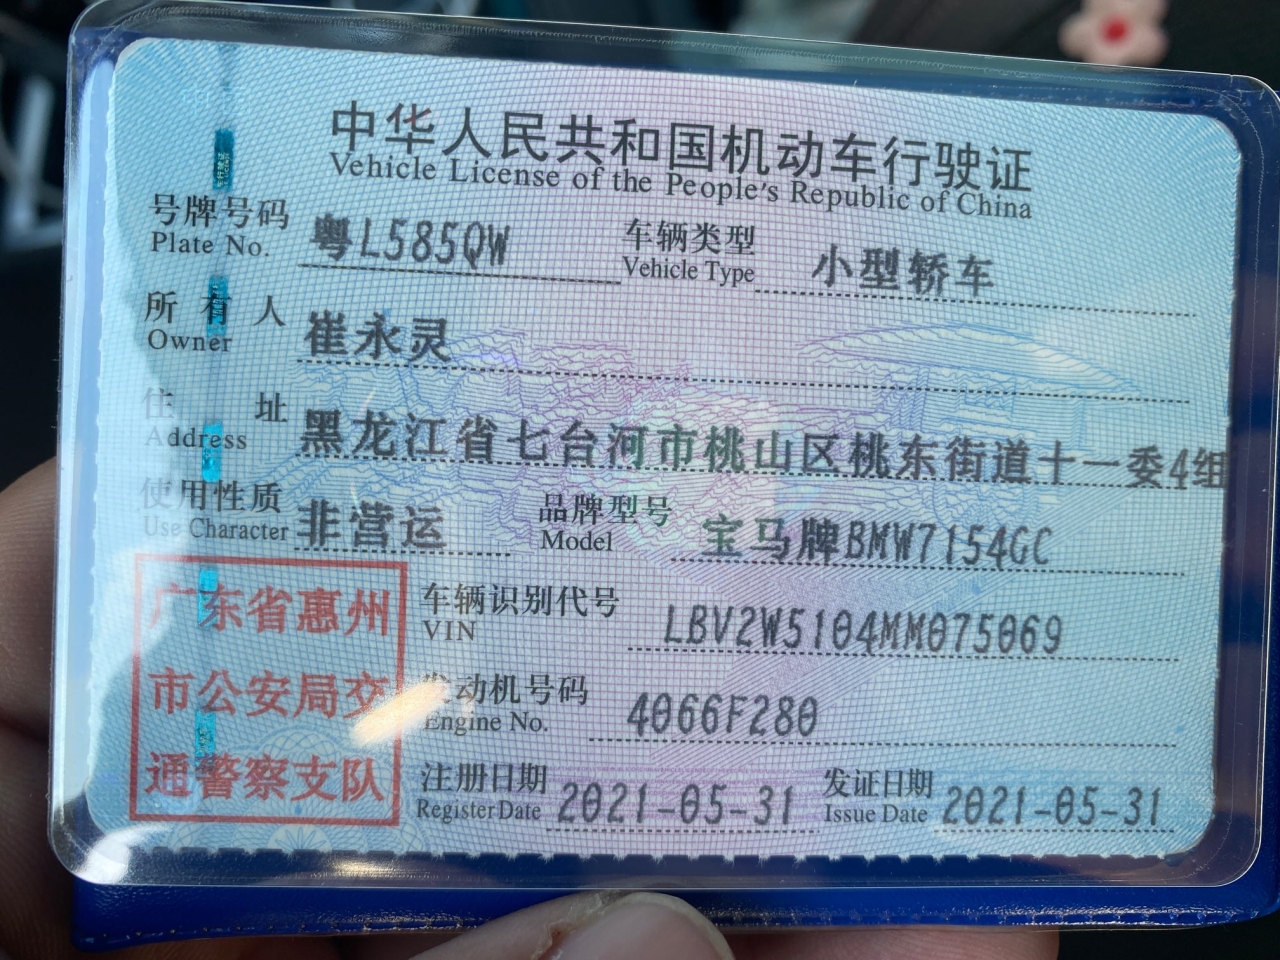 中华人民共和国机动车行驶证
Vehicle License of the People's Republic of China
号牌号码 粤L585QW 车辆类型 小型轿车
Plate No. Vehicle Type
所有人 崔永灵
Owner
住址 黑龙江省七台河市桃山区桃东街道十一委4组
Address
使用性质 非营运 品牌型号 宝马牌BMW7154GC
Use Character Model
广东省惠州
市公安局交
通警察支队
车辆识别代号 LBV2W5104MM075069
VIN
发动机号码 4066F280
Engine No.
注册日期 2021-05-31 发证日期 2021-05-31
Register Date Issue Date